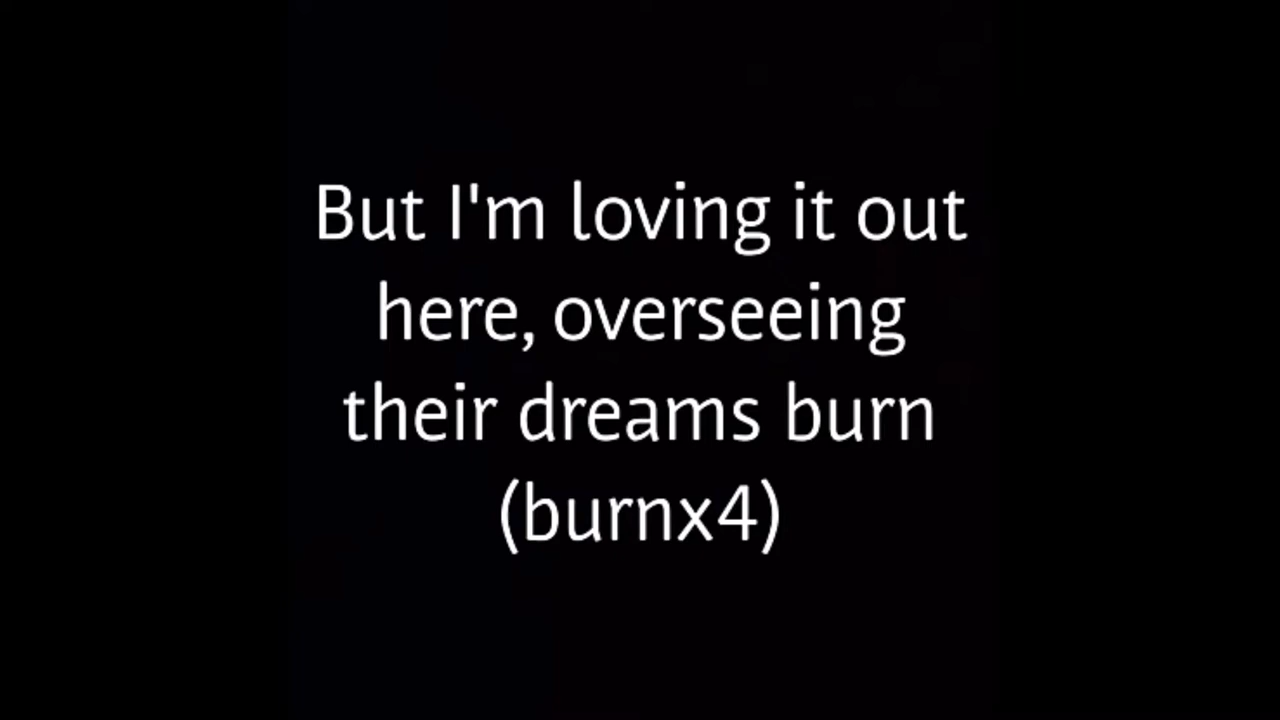 But I'm loving it out
here, overseeing
their dreams burn
(burnx4)